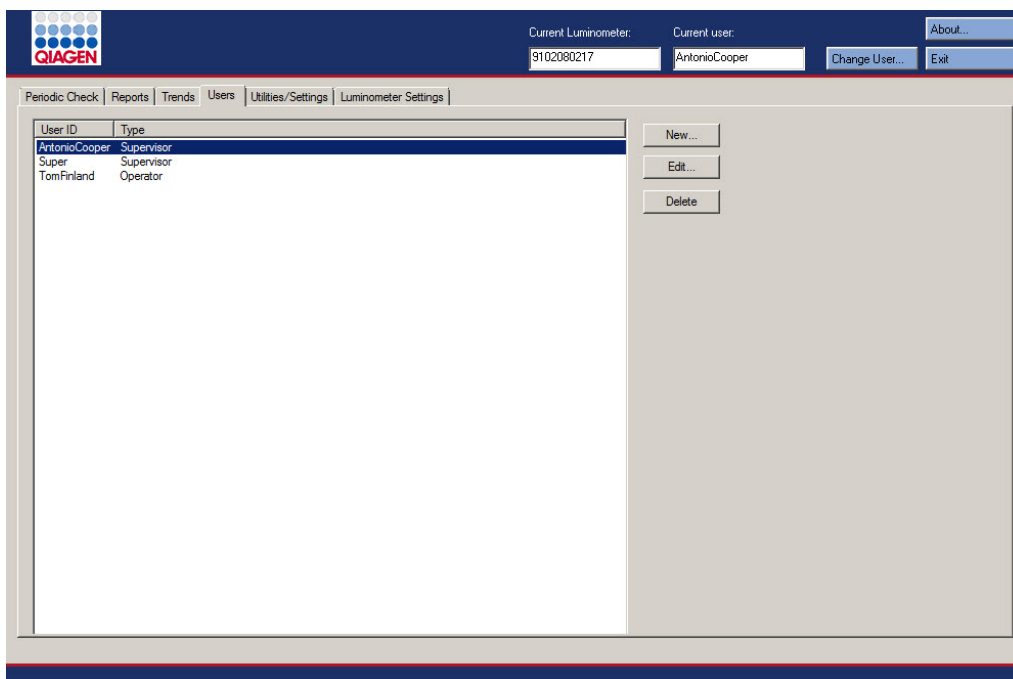 QIAGEN
Current Luminometer: Current user: About...
9102080217 AntonioCooper Change User... Exit
Periodic Check Reports Trends Users Utilities/Settings Luminometer Settings
User ID Type
AntonioCooper Supervisor
Super Supervisor
TomFinland Operator
New...
Edit...
Delete